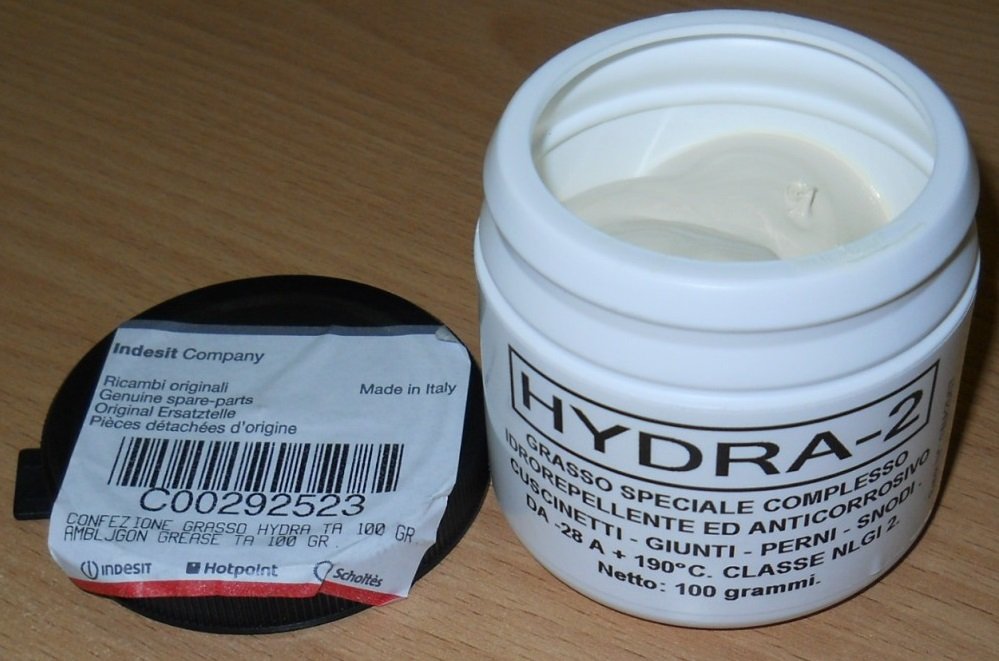 Indesit Company
Ricambi originali
Made in Italy
Genuine spare-parts
Original Ersatztelle
Pièces détachées d'origine
C00292523
CONFEZIONE GRASSO HYDRA TA 100 GR
AMBLJGON GREASE TA 100 GR.
INDESIT
Hotpoint
Scholtès
HYDRA-2
GRASSO SPECIALE COMPLESSO
IDROREPELLENTE ED ANTICORROSIVO
CUSCINETTI - GIUNTI - PERNI - SNODI.
DA -28 A + 190°C. CLASSE NLGI 2.
Netto: 100 grammi.